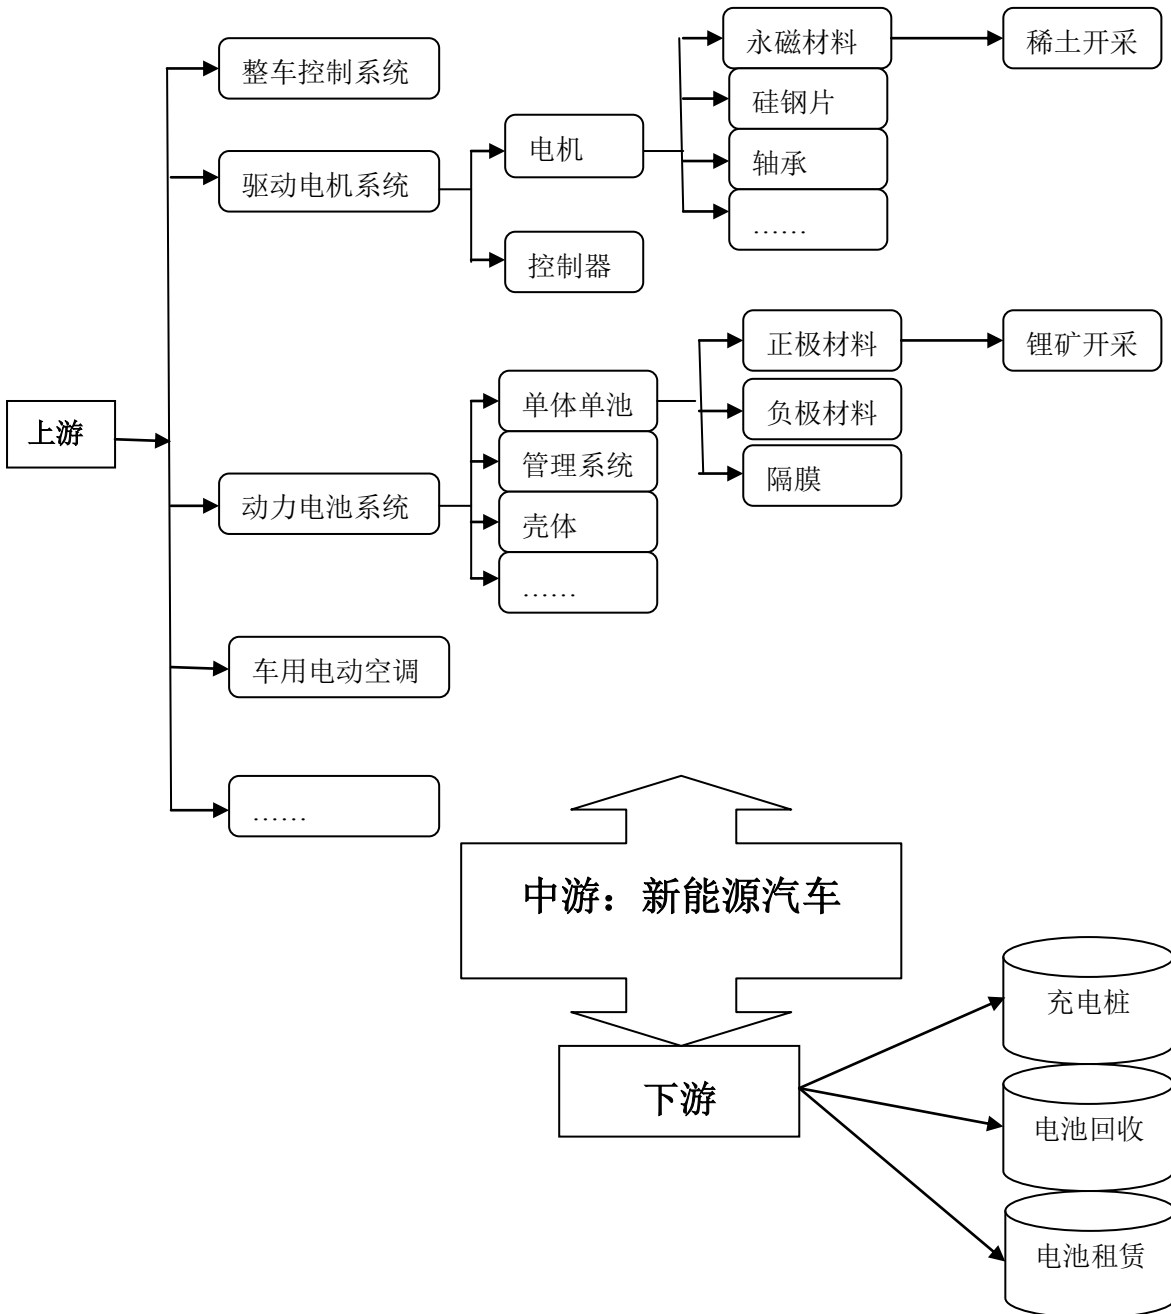 永磁材料
稀土开采
整车控制系统
硅钢片
电机
轴承
驱动电机系统
……
控制器
正极材料
锂矿开采
单体单池
负极材料
上游
管理系统
隔膜
动力电池系统
壳体
……
车用电动空调
……
中游：新能源汽车
充电桩
下游
电池回收
电池租赁